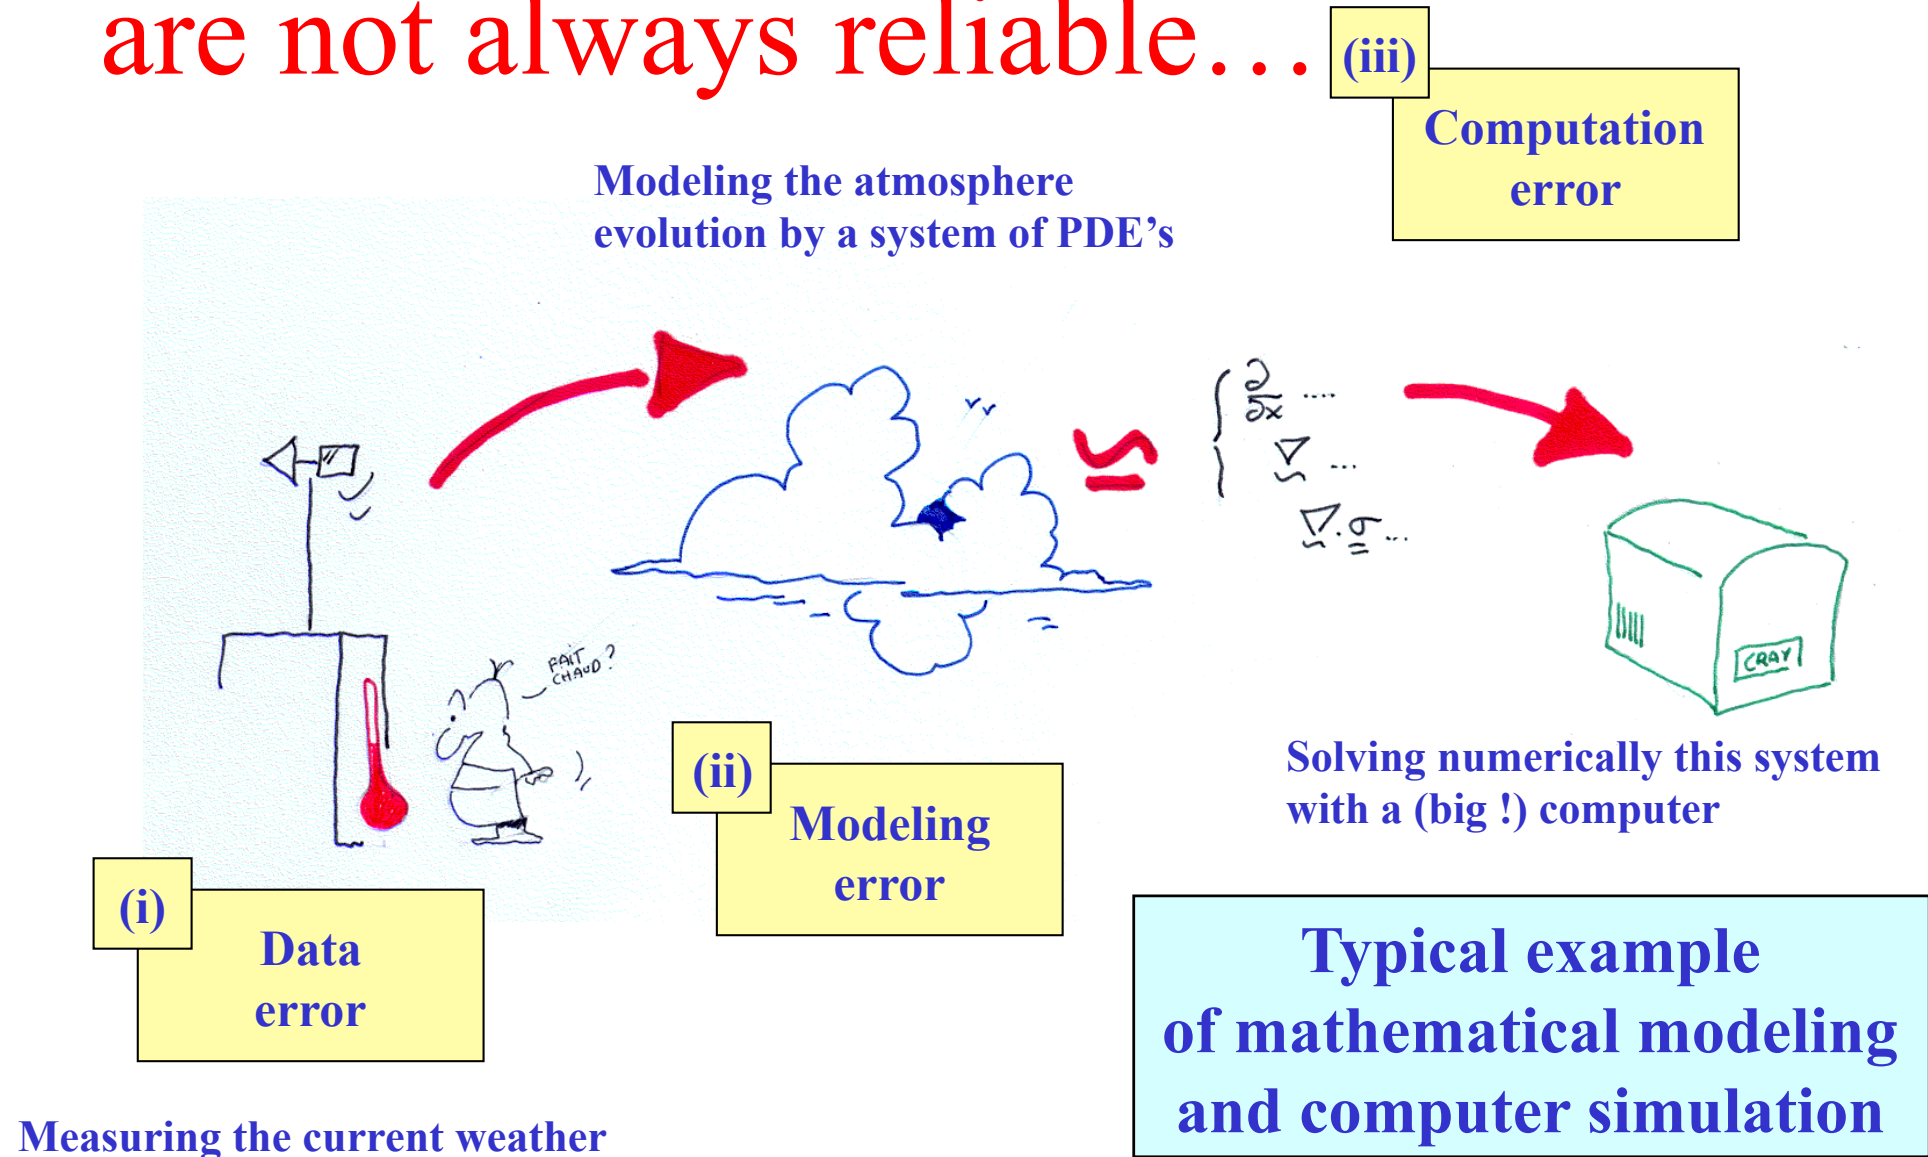 are not always reliable…
(iii)
Computation
error
Modeling the atmosphere
evolution by a system of PDE’s
∂/∂x ....
∇ ...
∇.σ...
FAIT
CHAUD?
CRAY
(ii)
Modeling
error
Solving numerically this system
with a (big !) computer
(i)
Data
error
Typical example
of mathematical modeling
and computer simulation
Measuring the current weather